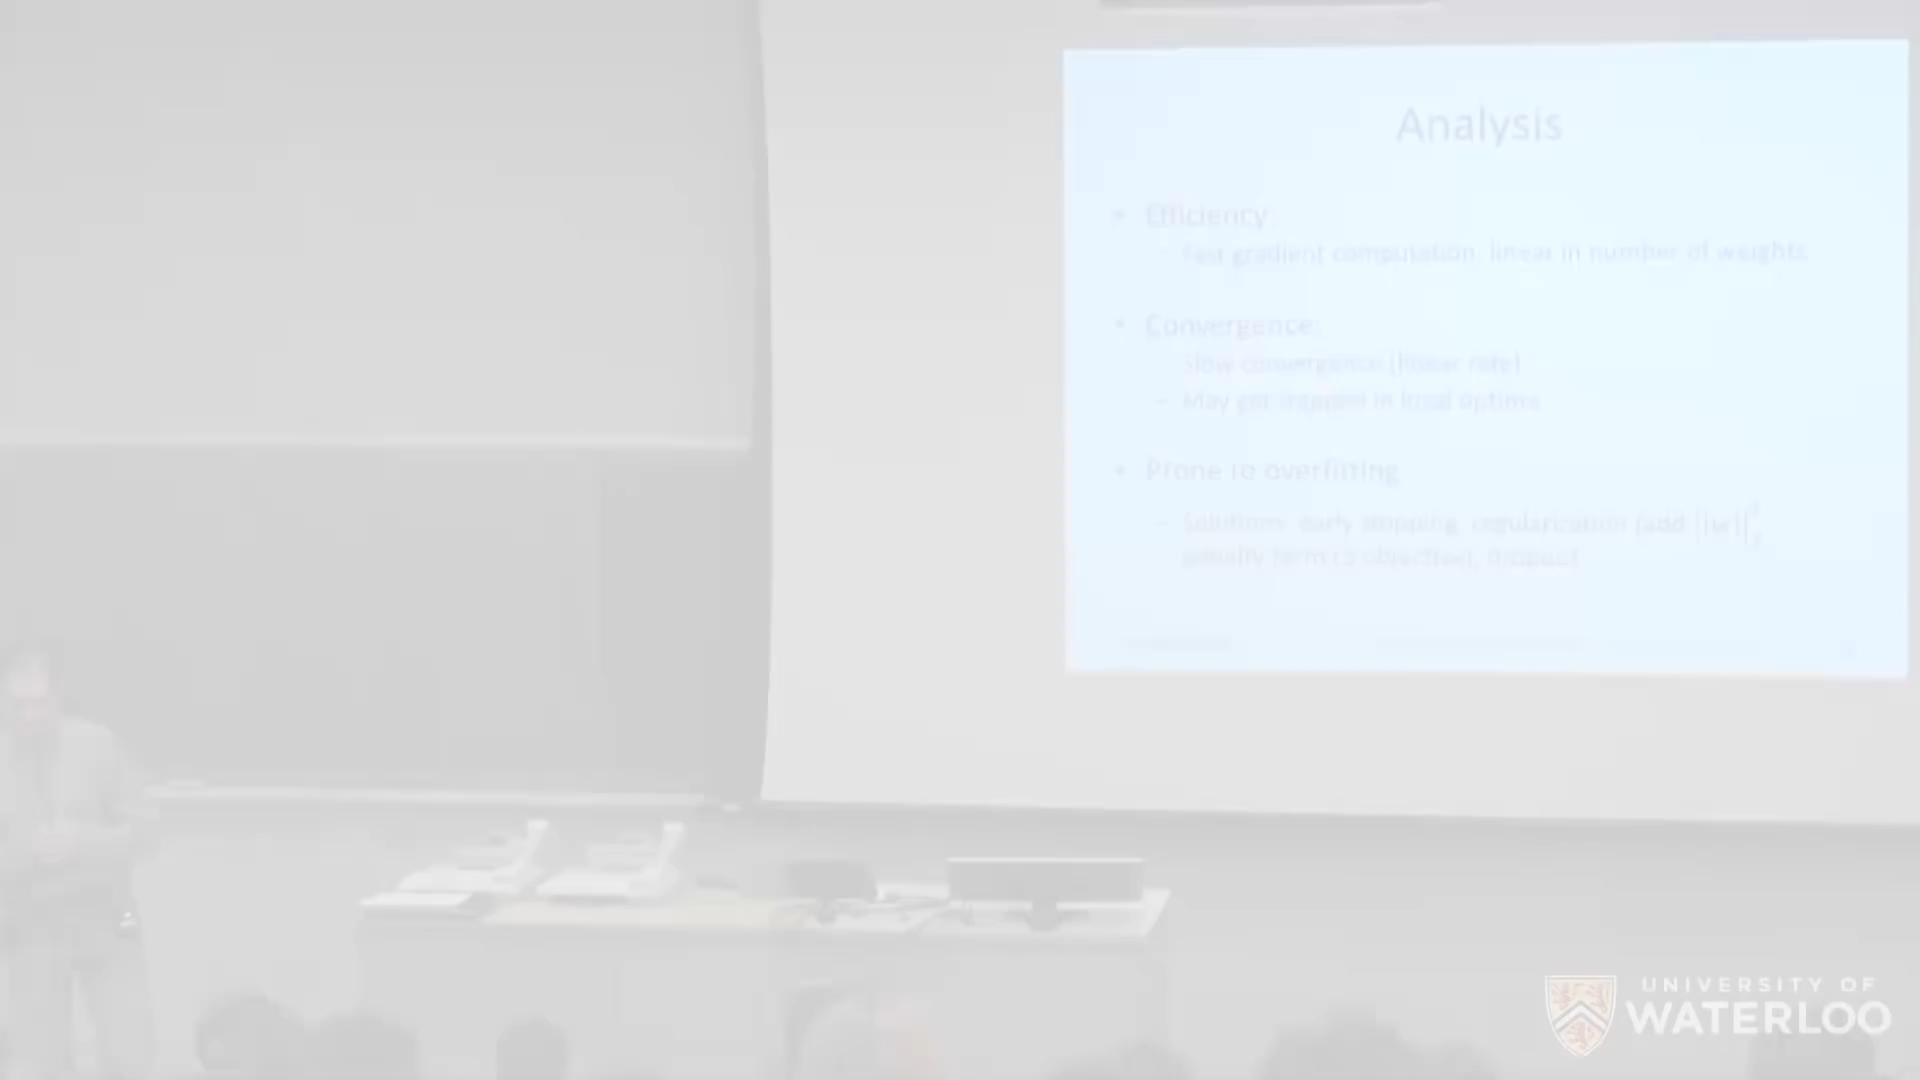 Analysis
• Efficiency:
– Fast gradient computation: linear in number of weights
• Convergence:
– Slow convergence (linear rate)
– May get trapped in local optima
• Prone to overfitting
– Solutions: early stopping, regularization (add ||w||²₂
penalty term to objective), dropout
UNIVERSITY OF
WATERLOO